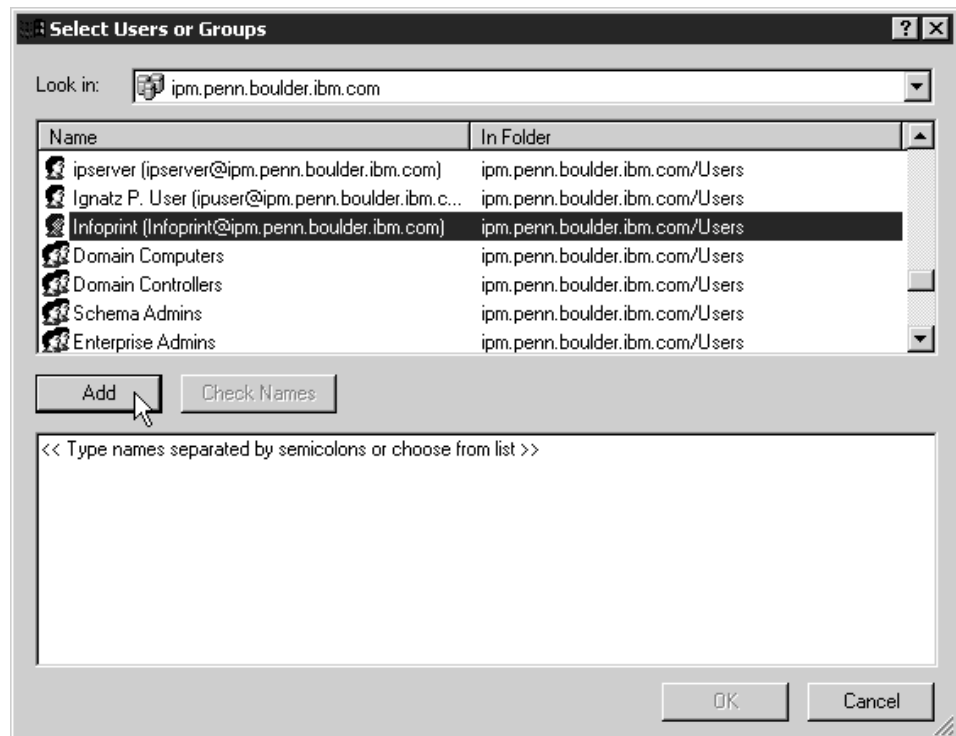 Select Users or Groups
Look in: ipm.penn.boulder.ibm.com
Name In Folder
ipserver (ipserver@ipm.penn.boulder.ibm.com) ipm.penn.boulder.ibm.com/Users
Ignatz P. User (ipuser@ipm.penn.boulder.ibm.c... ipm.penn.boulder.ibm.com/Users
Infoprint (Infoprint@ipm.penn.boulder.ibm.com) ipm.penn.boulder.ibm.com/Users
Domain Computers ipm.penn.boulder.ibm.com/Users
Domain Controllers ipm.penn.boulder.ibm.com/Users
Schema Admins ipm.penn.boulder.ibm.com/Users
Enterprise Admins ipm.penn.boulder.ibm.com/Users
Add Check Names
<< Type names separated by semicolons or choose from list >>
OK Cancel